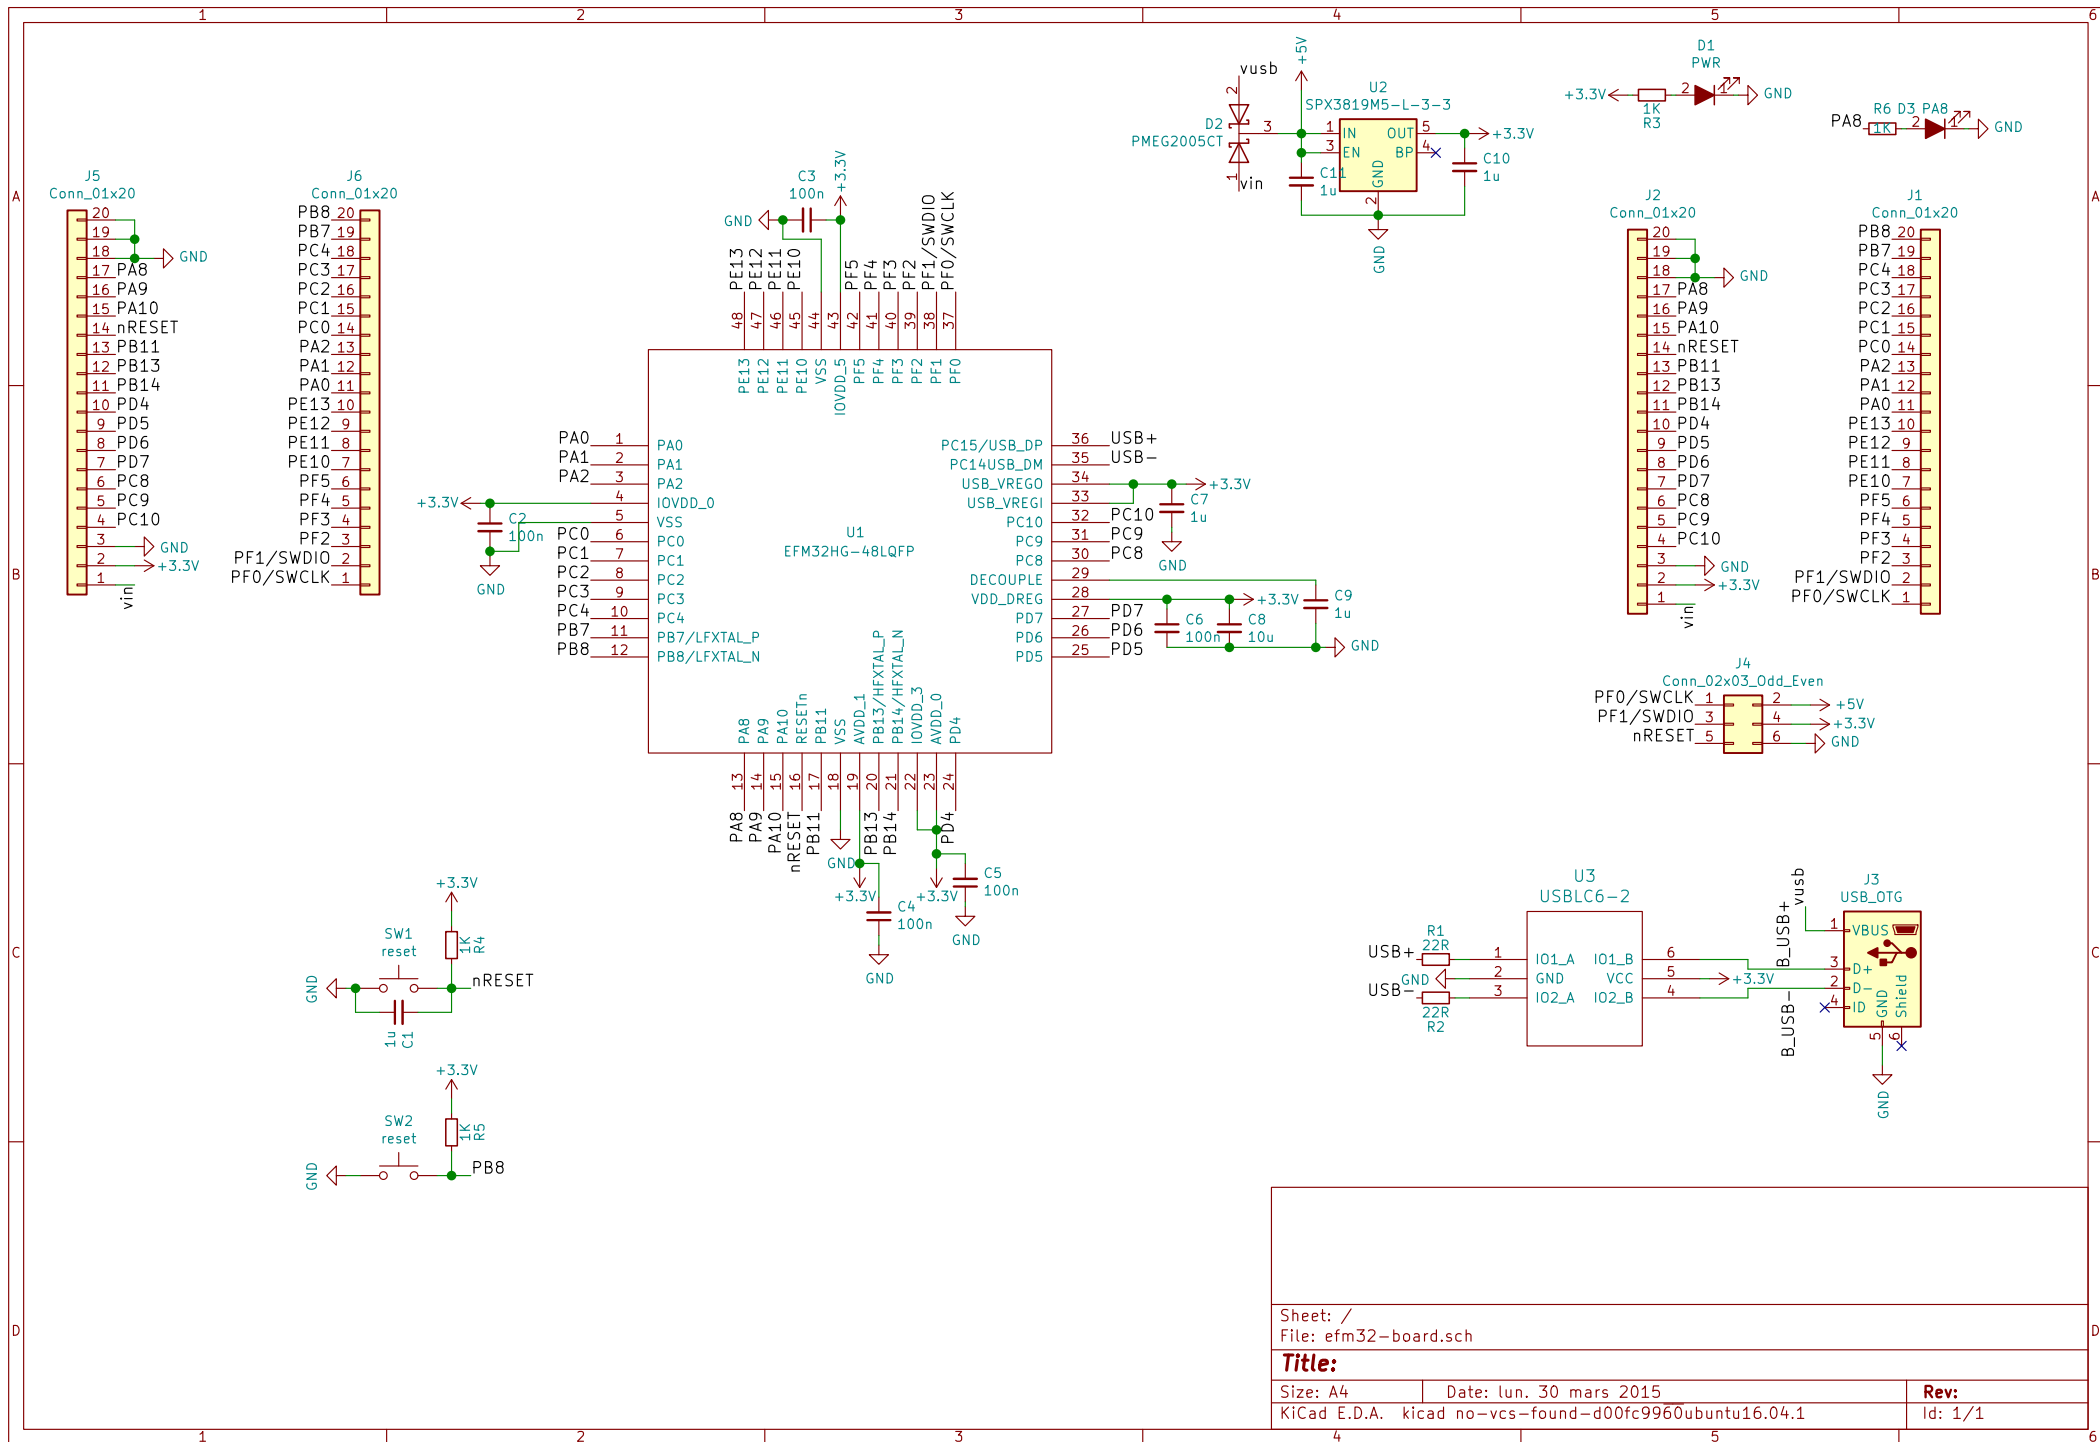 1 2 3 4 5 6
A A
B B
C C
D D
1 2 3 4 5 6
J5
Conn_01x20
20
19
18 GND
17 PA8
16 PA9
15 PA10
14 nRESET
13 PB11
12 PB13
11 PB14
10 PD4
9 PD5
8 PD6
7 PD7
6 PC8
5 PC9
4 PC10
3 GND
2 +3.3V
1 vin
J6
Conn_01x20
PB8 20
PB7 19
PC4 18
PC3 17
PC2 16
PC1 15
PC0 14
PA2 13
PA1 12
PA0 11
PE13 10
PE12 9
PE11 8
PE10 7
PF5 6
PF4 5
PF3 4
PF2 3
PF1/SWDIO 2
PF0/SWCLK 1
C3
100n
GND
+3.3V
PE13 48 PE13
PE12 47 PE12
PE11 46 PE11
PE10 45 PE10
44 VSS
43 IOVDD_5
PF5 42 PF5
PF4 41 PF4
PF3 40 PF3
PF2 39 PF2
PF1/SWDIO 38 PF1
PF0/SWCLK 37 PF0
U1
EFM32HG-48LQFP
PA0 1 PA0
PA1 2 PA1
PA2 3 PA2
+3.3V 4 IOVDD_0
5 VSS
C2
100n
GND
PC0 6 PC0
PC1 7 PC1
PC2 8 PC2
PC3 9 PC3
PC4 10 PC4
PB7 11 PB7/LFXTAL_P
PB8 12 PB8/LFXTAL_N
PC15/USB_DP 36 USB+
PC14USB_DM 35 USB-
USB_VREGO 34 +3.3V
USB_VREGI 33
C7
1u
GND
PC10 32 PC10
PC9 31 PC9
PC8 30 PC8
DECOUPLE 29
VDD_DREG 28 +3.3V
PD7 27 PD7
PD6 26 PD6
PD5 25 PD5
C6
100n
C8
10u
C9
1u
GND
PA8 13 PA8
PA9 14 PA9
PA10 15 PA10
RESETn 16 nRESET
PB11 17 PB11
VSS 18 GND
AVDD_1 19 +3.3V
PB13/HFXTAL_P 20 PB13
PB14/HFXTAL_N 21 PB14
IOVDD_3 22
AVDD_0 23 +3.3V
PD4 24 PD4
C4
100n
GND
C5
100n
GND
+3.3V
SW1
reset
1K
R4
GND
nRESET
1u
C1
+3.3V
SW2
reset
1K
R5
GND
PB8
vusb
2
D2
PMEG2005CT
3
1
vin
+5V
U2
SPX3819M5-L-3-3
1 IN
3 EN
OUT 5
BP 4
GND
2
+3.3V
C11
1u
C10
1u
GND
D1
PWR
+3.3V
1K
R3
2 1
GND
PA8
R6 D3 PA8
1K
2 1
GND
J2
Conn_01x20
20
19
18 GND
17 PA8
16 PA9
15 PA10
14 nRESET
13 PB11
12 PB13
11 PB14
10 PD4
9 PD5
8 PD6
7 PD7
6 PC8
5 PC9
4 PC10
3 GND
2 +3.3V
1 vin
J1
Conn_01x20
PB8 20
PB7 19
PC4 18
PC3 17
PC2 16
PC1 15
PC0 14
PA2 13
PA1 12
PA0 11
PE13 10
PE12 9
PE11 8
PE10 7
PF5 6
PF4 5
PF3 4
PF2 3
PF1/SWDIO 2
PF0/SWCLK 1
J4
Conn_02x03_Odd_Even
PF0/SWCLK 1 2 +5V
PF1/SWDIO 3 4 +3.3V
nRESET 5 6 GND
U3
USBLC6-2
R1
22R
USB+ 1 IO1_A IO1_B 6
GND 2 GND VCC 5 +3.3V
USB- 3 IO2_A IO2_B 4
22R
R2
B_USB+
B_USB-
vusb
J3
USB_OTG
1 VBUS
3 D+
2 D-
4 ID
GND
Shield
5 6
GND
Sheet: /
File: efm32-board.sch
Title:
Size: A4 Date: lun. 30 mars 2015 Rev:
KiCad E.D.A. kicad no-vcs-found-d00fc9960ubuntu16.04.1 Id: 1/1